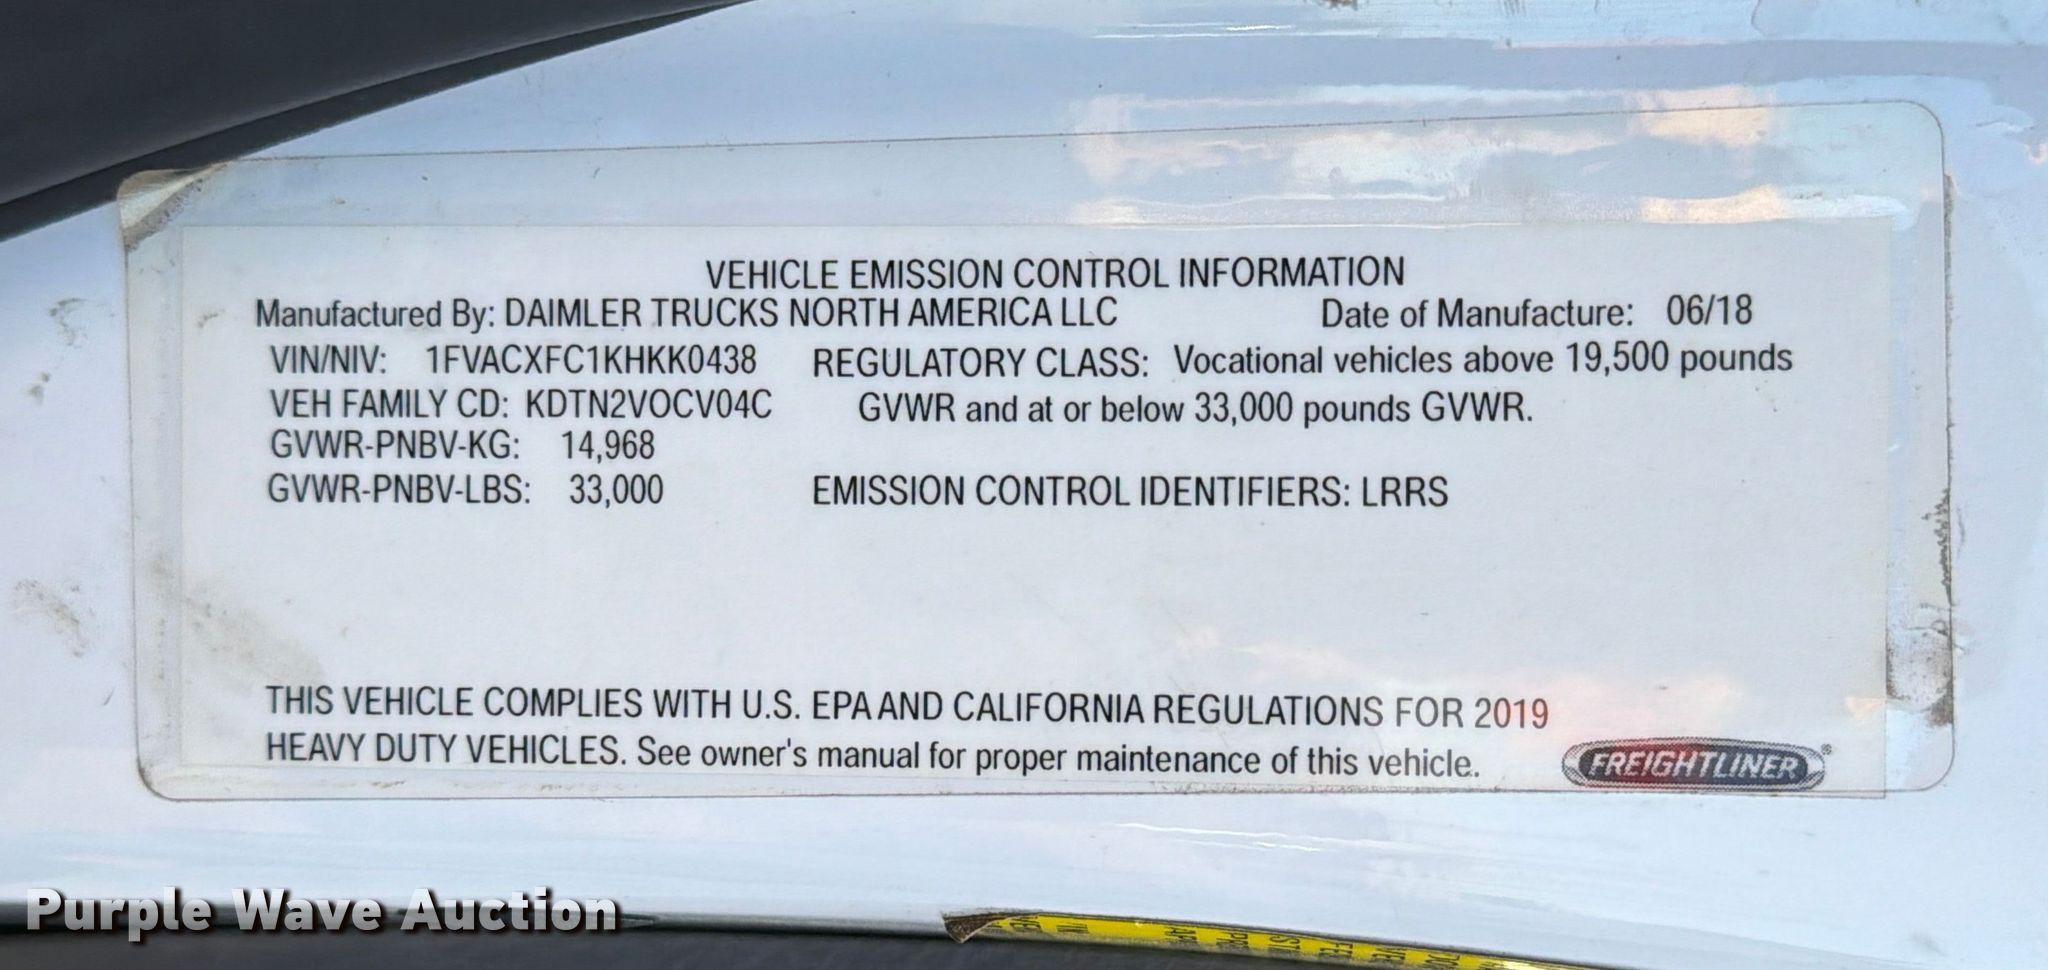 VEHICLE EMISSION CONTROL INFORMATION
Manufactured By: DAIMLER TRUCKS NORTH AMERICA LLC Date of Manufacture: 06/18
VIN/NIV: 1FVACXFC1KHKK0438 REGULATORY CLASS: Vocational vehicles above 19,500 pounds
VEH FAMILY CD: KDTN2VOCV04C GVWR and at or below 33,000 pounds GVWR.
GVWR-PNBV-KG: 14,968
GVWR-PNBV-LBS: 33,000 EMISSION CONTROL IDENTIFIERS: LRRS
THIS VEHICLE COMPLIES WITH U.S. EPA AND CALIFORNIA REGULATIONS FOR 2019
HEAVY DUTY VEHICLES. See owner's manual for proper maintenance of this vehicle.
FREIGHTLINER®
Purple Wave Auction